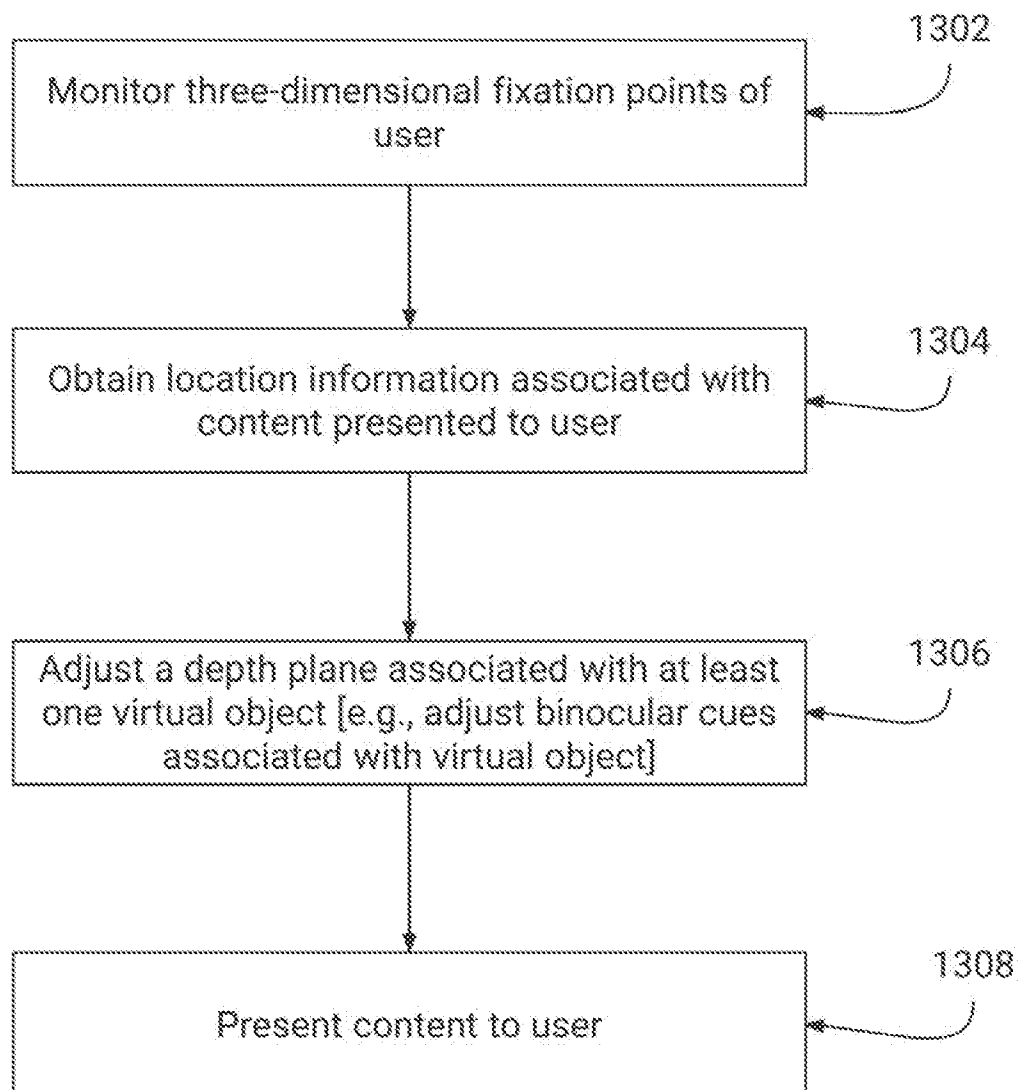 1302
Monitor three-dimensional fixation points of
user
1304
Obtain location information associated with
content presented to user
1306
Adjust a depth plane associated with at least
one virtual object [e.g., adjust binocular cues
associated with virtual object]
1308
Present content to user